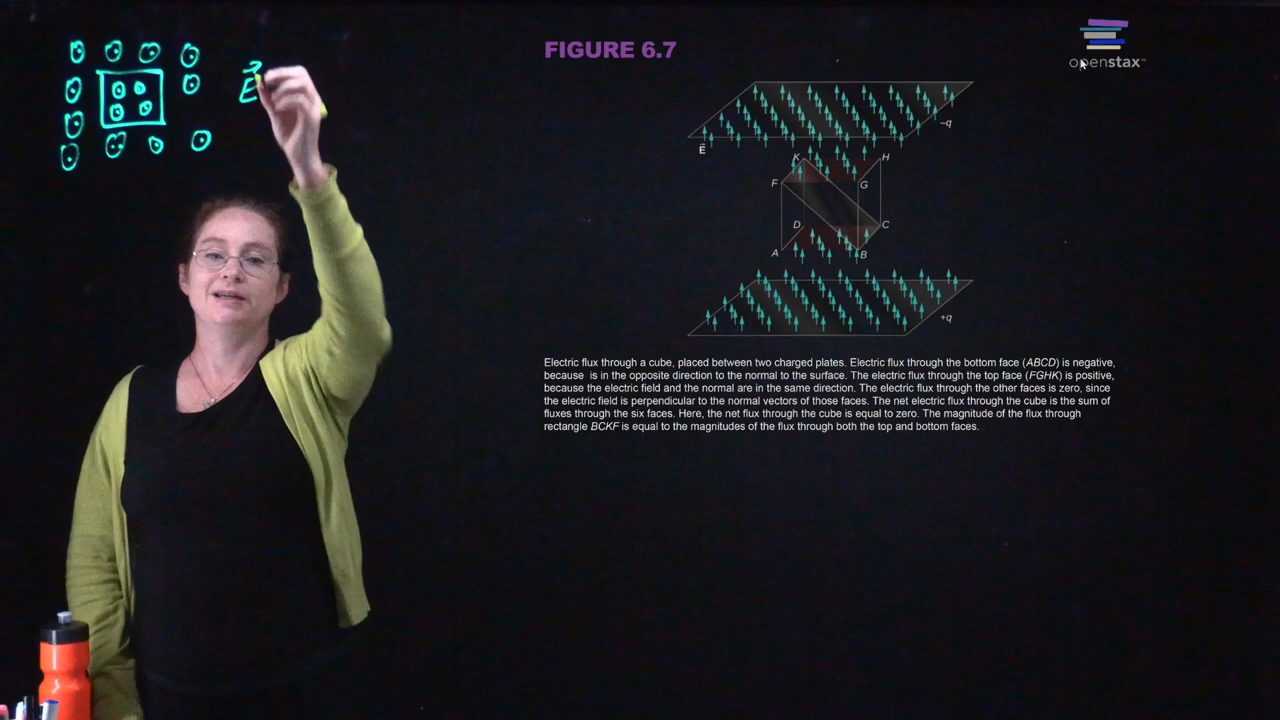 E
FIGURE 6.7
openstax™
−q
E
K
H
F
G
D
C
A
B
+q
Electric flux through a cube, placed between two charged plates. Electric flux through the bottom face (ABCD) is negative,
because  is in the opposite direction to the normal to the surface. The electric flux through the top face (FGHK) is positive,
because the electric field and the normal are in the same direction. The electric flux through the other faces is zero, since
the electric field is perpendicular to the normal vectors of those faces. The net electric flux through the cube is the sum of
fluxes through the six faces. Here, the net flux through the cube is equal to zero. The magnitude of the flux through
rectangle BCKF is equal to the magnitudes of the flux through both the top and bottom faces.